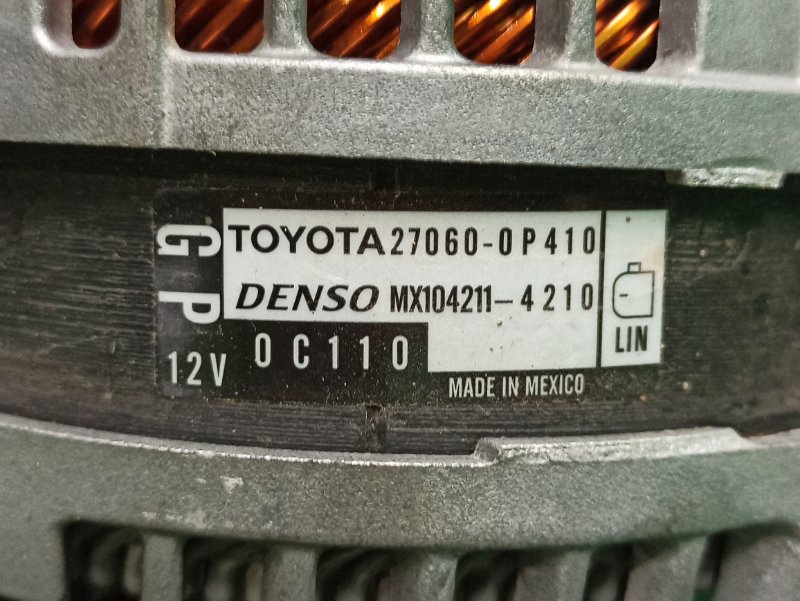 GP
TOYOTA 27060-0P410
DENSO MX104211-4210
12V
0C110
LIN
MADE IN MEXICO